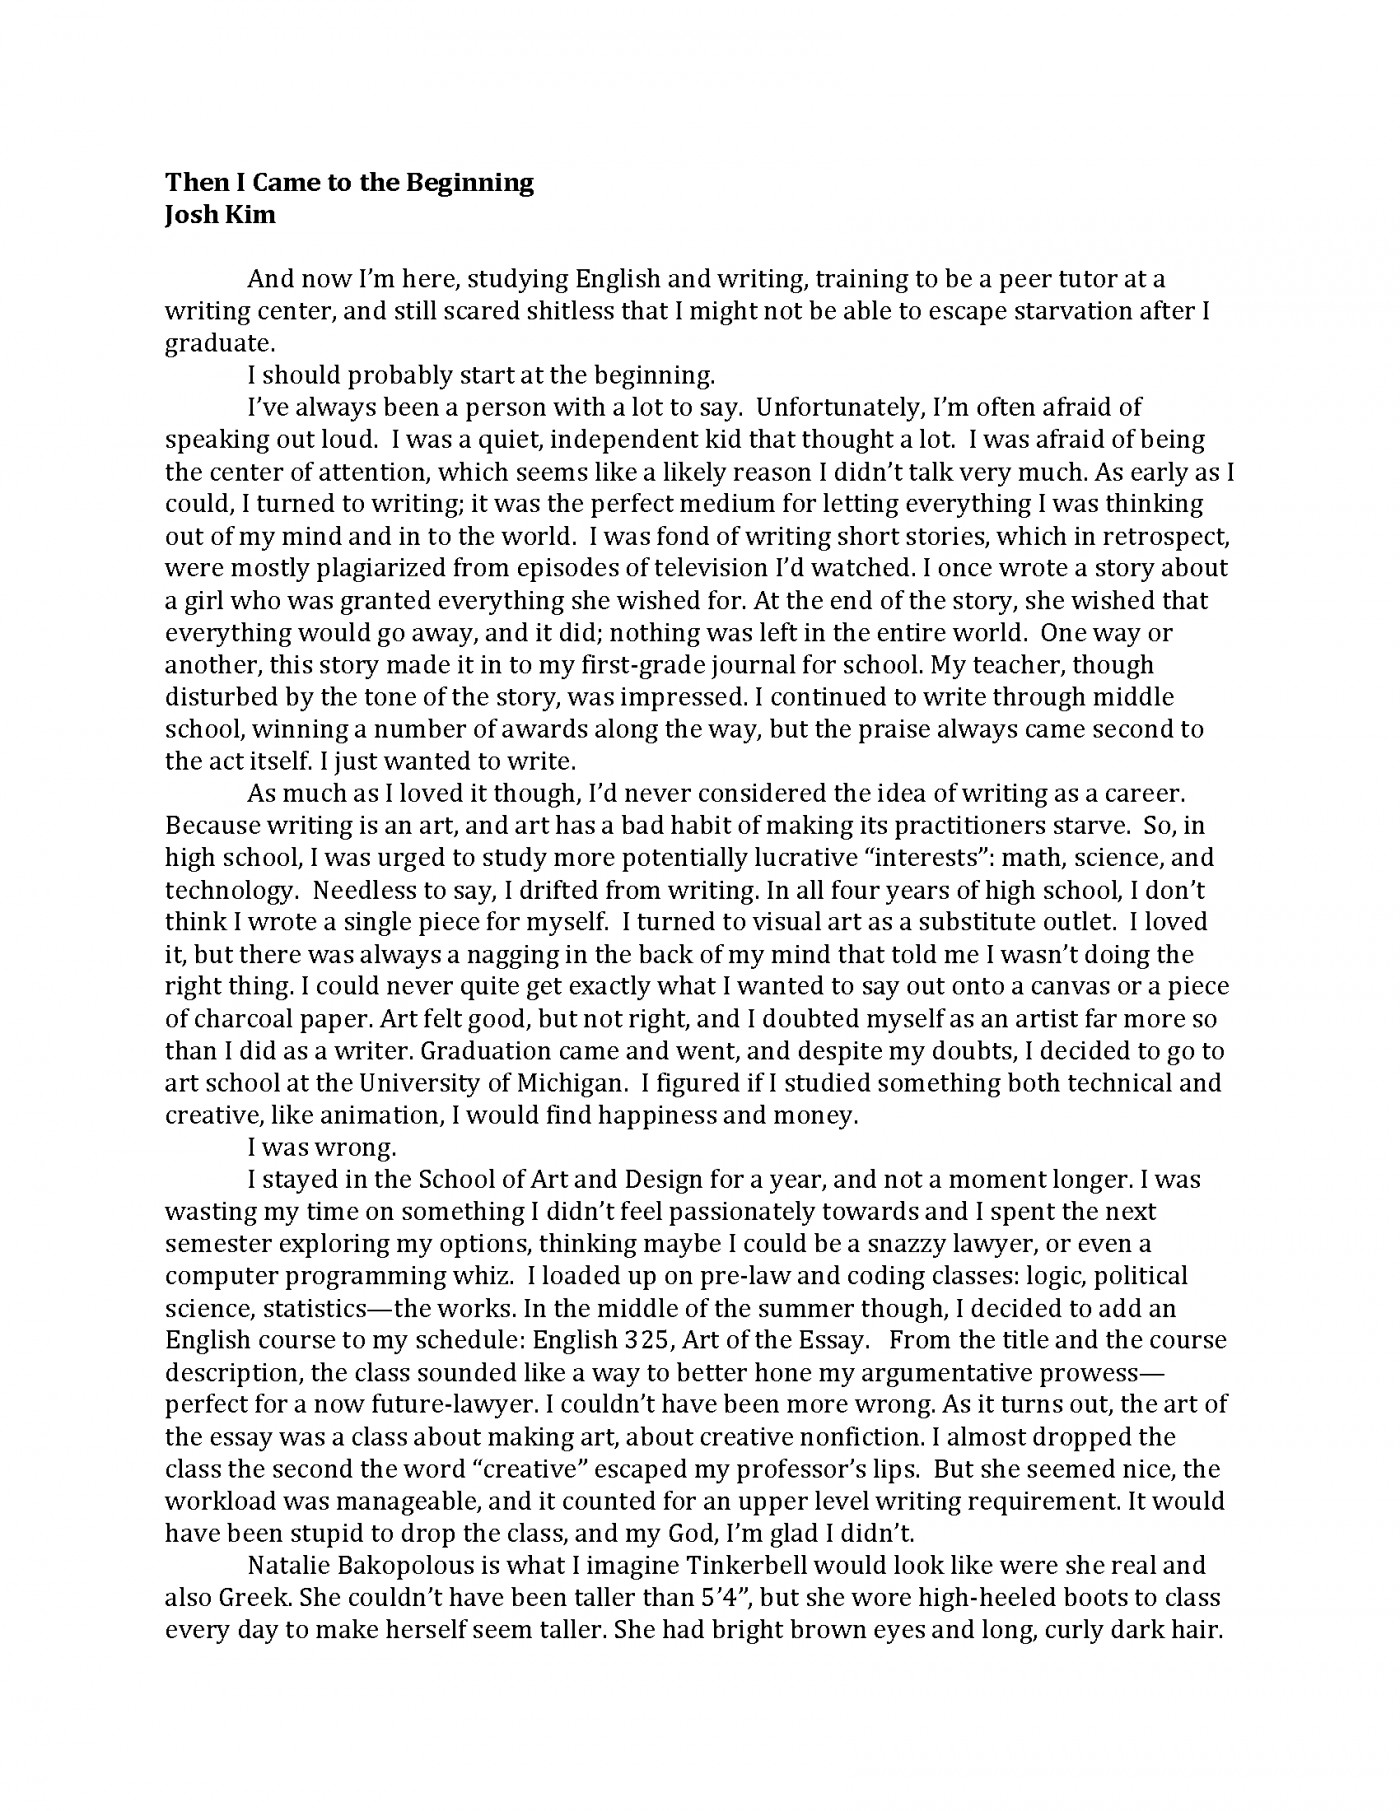 Then I Came to the Beginning
Josh Kim
And now I’m here, studying English and writing, training to be a peer tutor at a
writing center, and still scared shitless that I might not be able to escape starvation after I
graduate.
I should probably start at the beginning.
I’ve always been a person with a lot to say.  Unfortunately, I’m often afraid of
speaking out loud.  I was a quiet, independent kid that thought a lot.  I was afraid of being
the center of attention, which seems like a likely reason I didn’t talk very much. As early as I
could, I turned to writing; it was the perfect medium for letting everything I was thinking
out of my mind and in to the world.  I was fond of writing short stories, which in retrospect,
were mostly plagiarized from episodes of television I’d watched. I once wrote a story about
a girl who was granted everything she wished for. At the end of the story, she wished that
everything would go away, and it did; nothing was left in the entire world.  One way or
another, this story made it in to my first-grade journal for school. My teacher, though
disturbed by the tone of the story, was impressed. I continued to write through middle
school, winning a number of awards along the way, but the praise always came second to
the act itself. I just wanted to write.
As much as I loved it though, I’d never considered the idea of writing as a career.
Because writing is an art, and art has a bad habit of making its practitioners starve.  So, in
high school, I was urged to study more potentially lucrative “interests”: math, science, and
technology.  Needless to say, I drifted from writing. In all four years of high school, I don’t
think I wrote a single piece for myself.  I turned to visual art as a substitute outlet.  I loved
it, but there was always a nagging in the back of my mind that told me I wasn’t doing the
right thing. I could never quite get exactly what I wanted to say out onto a canvas or a piece
of charcoal paper. Art felt good, but not right, and I doubted myself as an artist far more so
than I did as a writer. Graduation came and went, and despite my doubts, I decided to go to
art school at the University of Michigan.  I figured if I studied something both technical and
creative, like animation, I would find happiness and money.
I was wrong.
I stayed in the School of Art and Design for a year, and not a moment longer. I was
wasting my time on something I didn’t feel passionately towards and I spent the next
semester exploring my options, thinking maybe I could be a snazzy lawyer, or even a
computer programming whiz.  I loaded up on pre-law and coding classes: logic, political
science, statistics—the works. In the middle of the summer though, I decided to add an
English course to my schedule: English 325, Art of the Essay.   From the title and the course
description, the class sounded like a way to better hone my argumentative prowess—
perfect for a now future-lawyer. I couldn’t have been more wrong. As it turns out, the art of
the essay was a class about making art, about creative nonfiction. I almost dropped the
class the second the word “creative” escaped my professor’s lips.  But she seemed nice, the
workload was manageable, and it counted for an upper level writing requirement. It would
have been stupid to drop the class, and my God, I’m glad I didn’t.
Natalie Bakopolous is what I imagine Tinkerbell would look like were she real and
also Greek. She couldn’t have been taller than 5’4”, but she wore high-heeled boots to class
every day to make herself seem taller. She had bright brown eyes and long, curly dark hair.